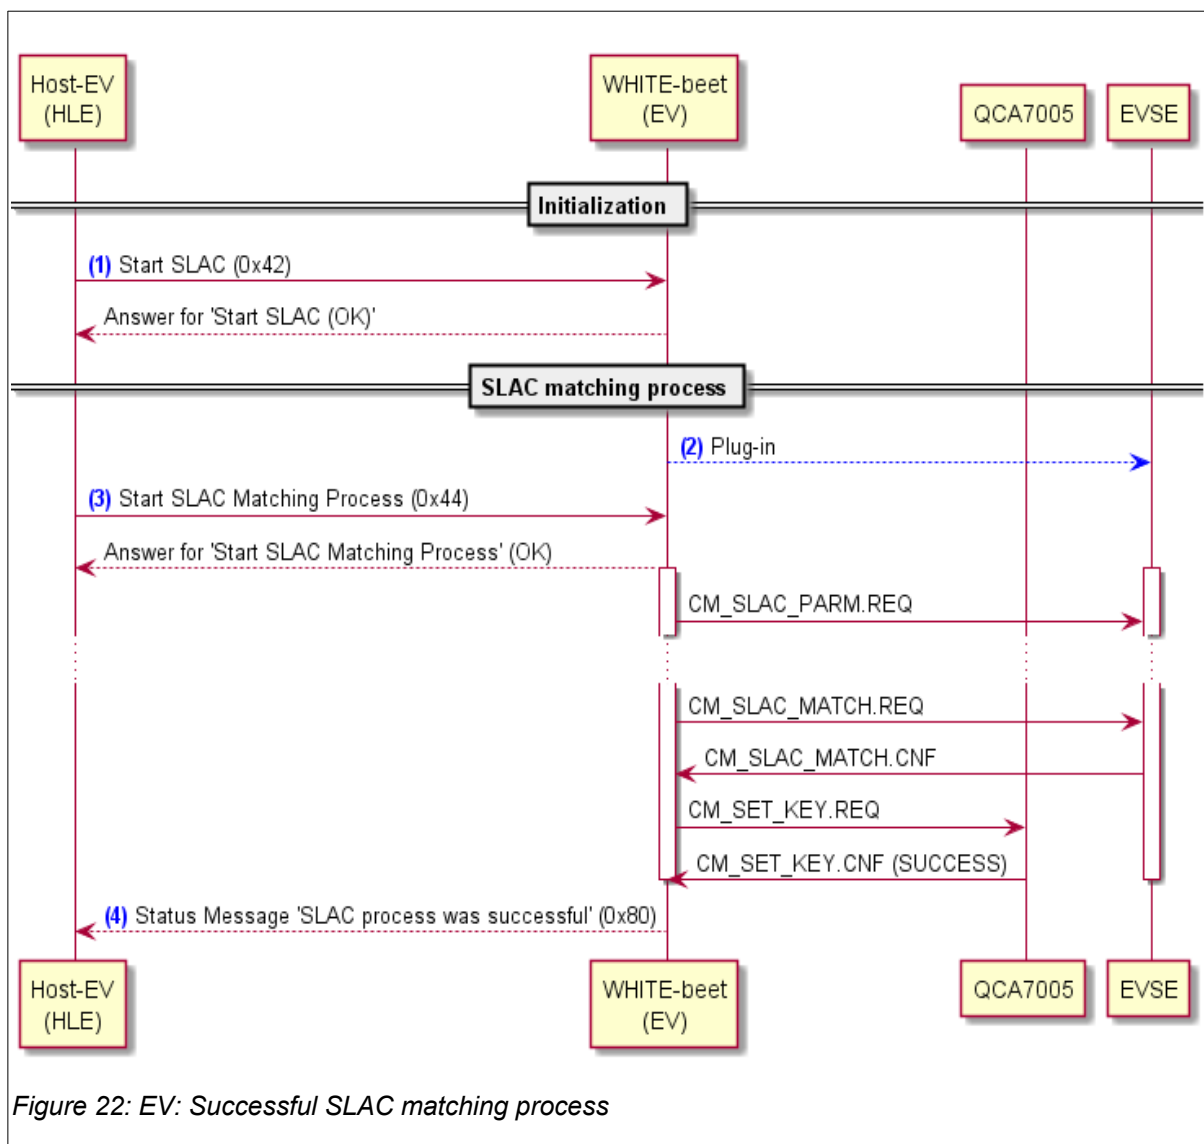 Host-EV
(HLE)
WHITE-beet
(EV)
QCA7005
EVSE
Initialization
(1) Start SLAC (0x42)
Answer for 'Start SLAC (OK)'
SLAC matching process
(2) Plug-in
(3) Start SLAC Matching Process (0x44)
Answer for 'Start SLAC Matching Process' (OK)
CM_SLAC_PARM.REQ
CM_SLAC_MATCH.REQ
CM_SLAC_MATCH.CNF
CM_SET_KEY.REQ
CM_SET_KEY.CNF (SUCCESS)
(4) Status Message 'SLAC process was successful' (0x80)
Host-EV
(HLE)
WHITE-beet
(EV)
QCA7005
EVSE
Figure 22: EV: Successful SLAC matching process